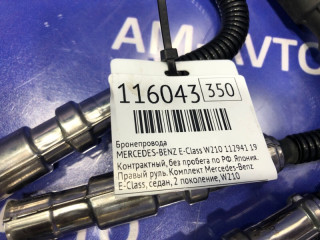 AM AVTO
116043 350
Бронепровода
MERCEDES-BENZ E-Class W210 112941 19
Контрактный, без пробега по РФ. Япония.
Правый руль. Комплект Mercedes-Benz
E-Class, седан, 2 поколение, W210